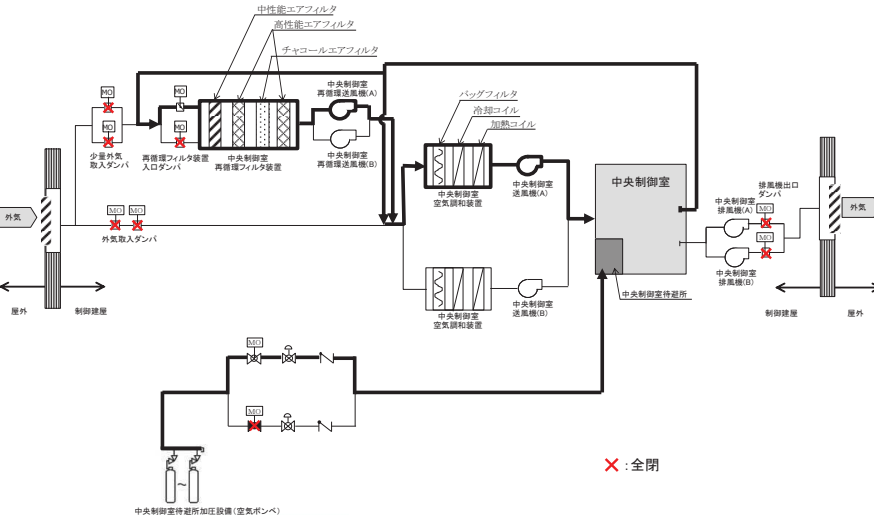 中性能エアフィルタ
高性能エアフィルタ
チャコールエアフィルタ
中央制御室
再循環送風機(A)
MO
MO
MO
MO
少量外気
取入ダンパ
再循環フィルタ装置
入口ダンパ
中央制御室
再循環フィルタ装置
中央制御室
再循環送風機(B)
バッグフィルタ
冷却コイル
加熱コイル
中央制御室
空気調和装置
中央制御室
送風機(A)
中央制御室
中央制御室
排風機(A)
排風機出口
ダンパ
MO
MO
外気
外気
MO
MO
外気取入ダンパ
中央制御室
排風機(B)
中央制御室待避所
屋外
制御建屋
中央制御室
空気調和装置
中央制御室
送風機(B)
制御建屋
屋外
MO
MO
～
中央制御室待避所加圧設備(空気ボンベ)
×:全閉